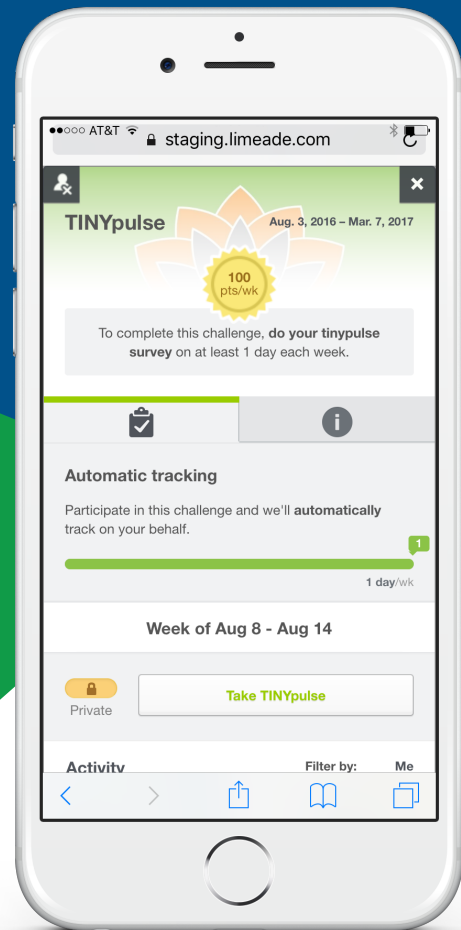 AT&T
staging.limeade.com
TINYpulse
Aug. 3, 2016 – Mar. 7, 2017
100
pts/wk
To complete this challenge, do your tinypulse
survey on at least 1 day each week.
i
Automatic tracking
Participate in this challenge and we'll automatically
track on your behalf.
1
1 day/wk
Week of Aug 8 - Aug 14
Private
Take TINYpulse
Activity
Filter by:
Me